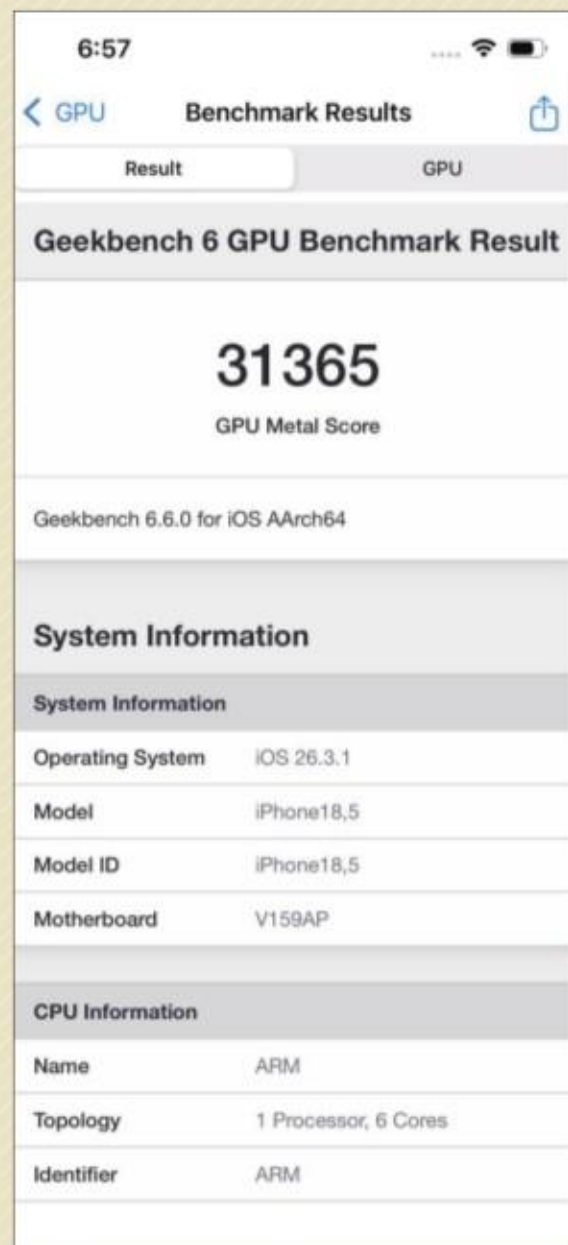 6:57
GPU Benchmark Results
Result GPU
Geekbench 6 GPU Benchmark Result
31365
GPU Metal Score
Geekbench 6.6.0 for iOS AArch64
System Information
System Information
Operating System iOS 26.3.1
Model iPhone18,5
Model ID iPhone18,5
Motherboard V159AP
CPU Information
Name ARM
Topology 1 Processor, 6 Cores
Identifier ARM